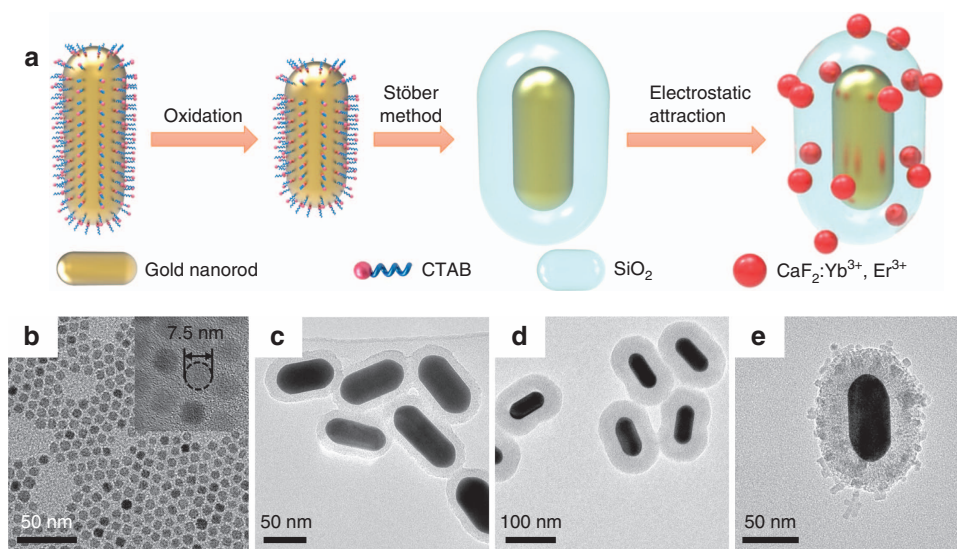 a
Oxidation
Stöber
method
Electrostatic
attraction
Gold nanorod
CTAB
SiO₂
CaF₂:Yb³⁺, Er³⁺
b
7.5 nm
50 nm
c
50 nm
d
100 nm
e
50 nm